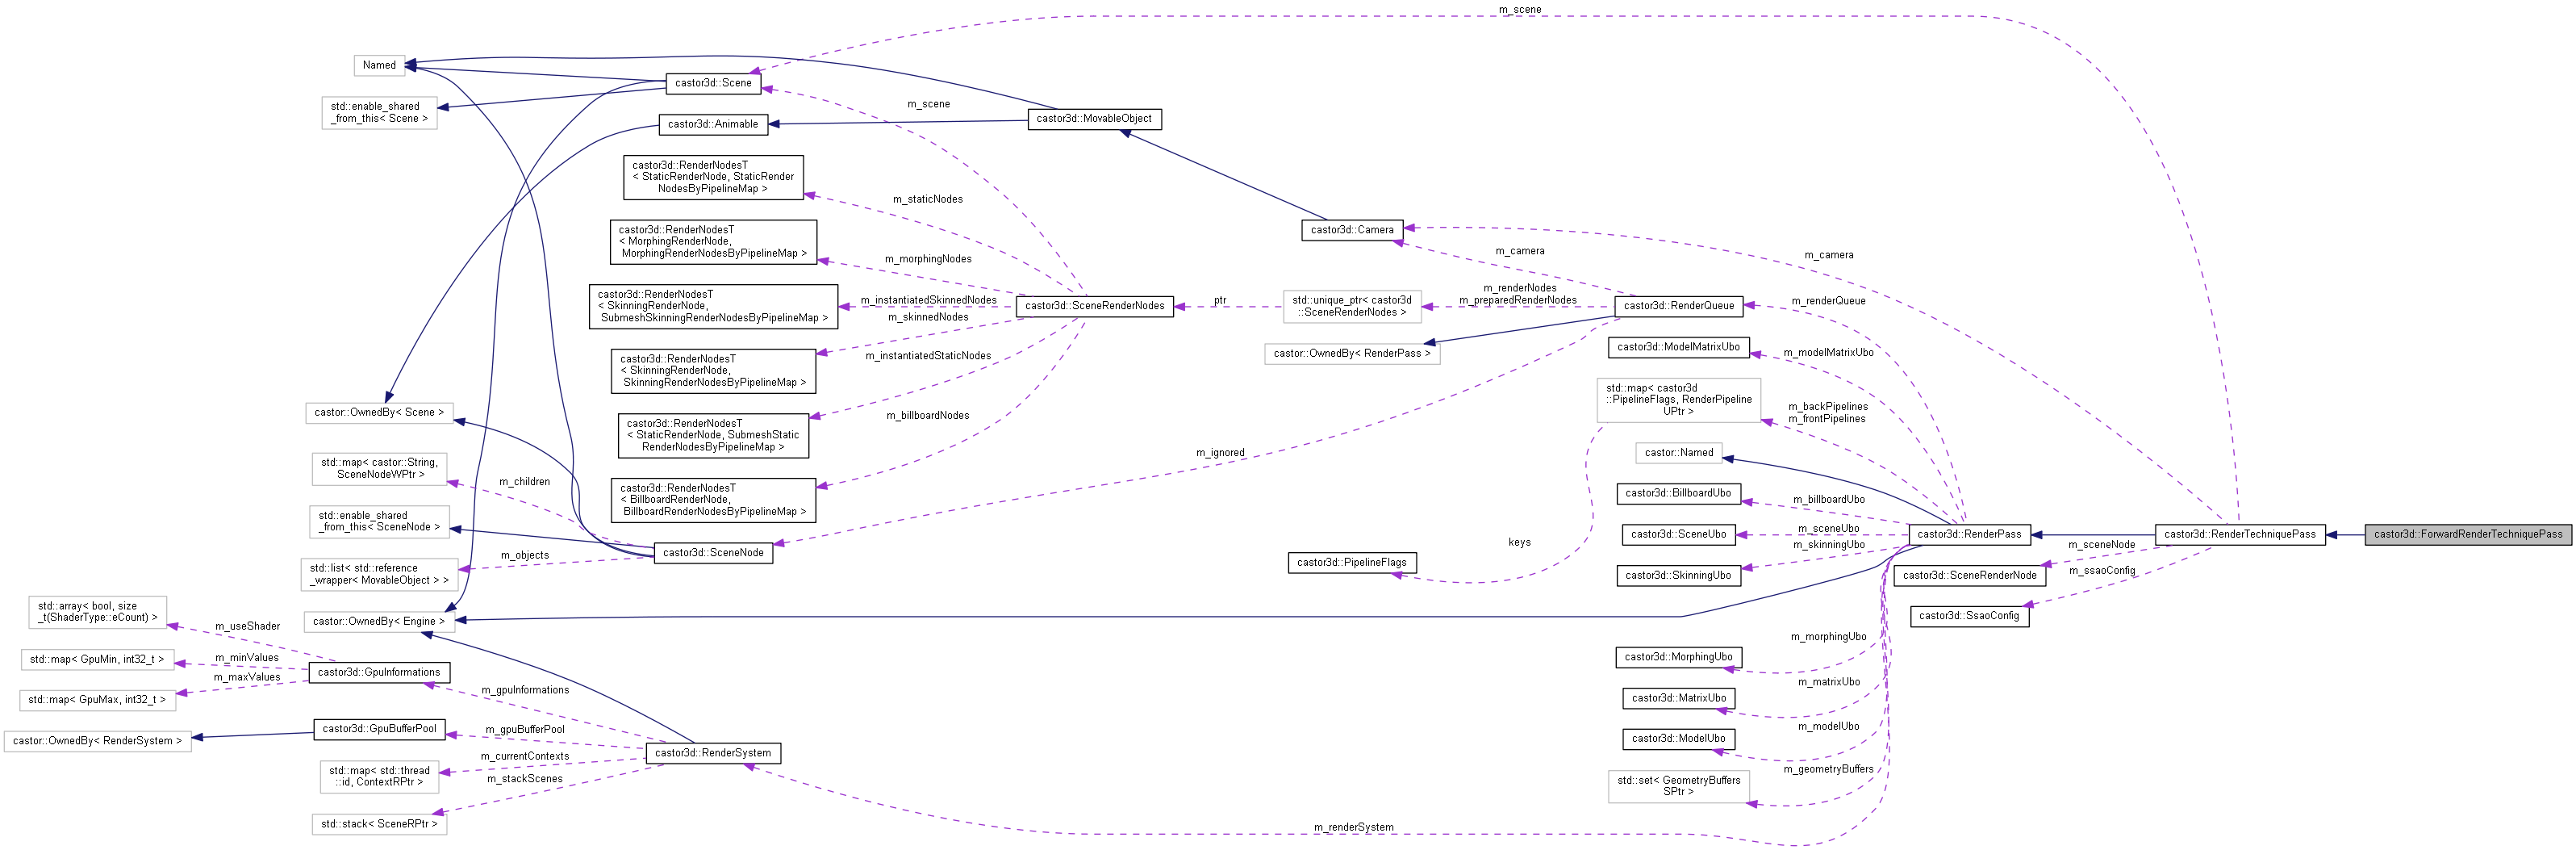 m_scene
Named
castor3d::Scene
std::enable_shared
_from_this< Scene >
m_scene
castor3d::MovableObject
castor3d::Animable
castor3d::RenderNodesT
< StaticRenderNode, StaticRender
NodesByPipelineMap >
m_staticNodes
castor3d::RenderNodesT
< MorphingRenderNode,
MorphingRenderNodesByPipelineMap >
m_morphingNodes
castor3d::Camera
m_camera
m_camera
castor3d::RenderNodesT
< SkinningRenderNode,
SubmeshSkinningRenderNodesByPipelineMap >
m_instantiatedSkinnedNodes
castor3d::SceneRenderNodes
ptr
std::unique_ptr< castor3d
::SceneRenderNodes >
m_renderNodes
m_preparedRenderNodes
castor3d::RenderQueue
m_renderQueue
m_skinnedNodes
castor3d::RenderNodesT
< SkinningRenderNode,
SkinningRenderNodesByPipelineMap >
m_instantiatedStaticNodes
castor::OwnedBy< RenderPass >
castor3d::ModelMatrixUbo
m_modelMatrixUbo
std::map< castor3d
::PipelineFlags, RenderPipeline
UPtr >
m_backPipelines
m_frontPipelines
castor::OwnedBy< Scene >
castor3d::RenderNodesT
< StaticRenderNode, SubmeshStatic
RenderNodesByPipelineMap >
m_billboardNodes
m_ignored
castor::Named
std::map< castor::String,
SceneNodeWPtr >
m_children
castor3d::RenderNodesT
< BillboardRenderNode,
BillboardRenderNodesByPipelineMap >
castor3d::BillboardUbo
m_billboardUbo
std::enable_shared
_from_this< SceneNode >
castor3d::SceneUbo
m_sceneUbo
castor3d::RenderPass
castor3d::RenderTechniquePass
castor3d::ForwardRenderTechniquePass
keys
m_skinningUbo
m_sceneNode
castor3d::SceneNode
m_objects
castor3d::PipelineFlags
std::list< std::reference
_wrapper< MovableObject > >
castor3d::SkinningUbo
castor3d::SceneRenderNode
m_ssaoConfig
std::array< bool, size
_t(ShaderType::eCount) >
m_useShader
castor::OwnedBy< Engine >
castor3d::SsaoConfig
m_morphingUbo
std::map< GpuMin, int32_t >
m_minValues
castor3d::GpuInformations
castor3d::MorphingUbo
m_maxValues
m_gpuInformations
m_matrixUbo
std::map< GpuMax, int32_t >
castor3d::MatrixUbo
castor::OwnedBy< RenderSystem >
castor3d::GpuBufferPool
m_gpuBufferPool
castor3d::ModelUbo
m_modelUbo
castor3d::RenderSystem
m_currentContexts
std::map< std::thread
::id, ContextRPtr >
m_stackScenes
m_geometryBuffers
std::set< GeometryBuffers
SPtr >
std::stack< SceneRPtr >
m_renderSystem